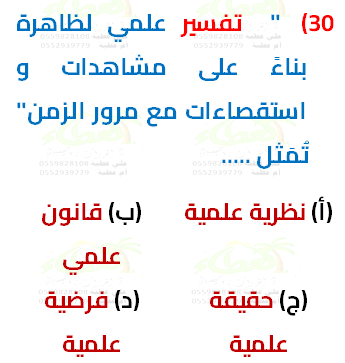 30) " تفسير علمي لظاهرة
بناءً على مشاهدات و
استقصاءات مع مرور الزمن"
تُمَثل .....
(أ) نظرية علمية (ب) قانون
علمي
(ج) حقيقة (د) فرضية
علمية علمية